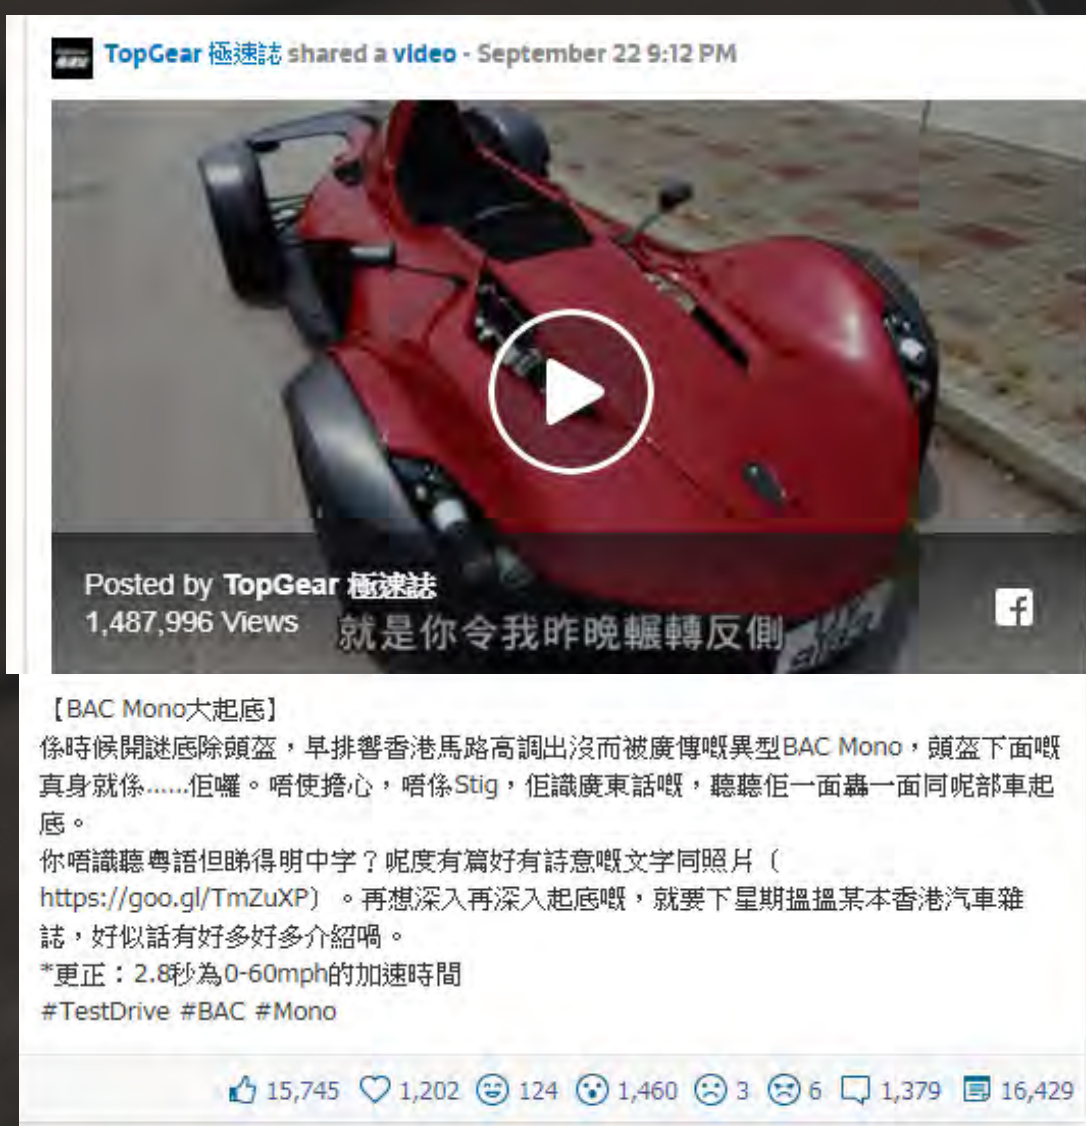 TopGear 極速誌 shared a video - September 22 9:12 PM
Posted by TopGear 極速誌
1,487,996 Views
就是你令我昨晚輾轉反側
【BAC Mono大起底】
係時候開謎底除頭盔，早排響香港馬路高調出沒而被廣傳嘅異型BAC Mono，頭盔下面嘅
真身就係......佢囉。唔使擔心，唔係Stig，佢識廣東話嘅，聽聽佢一面轟一面同呢部車起
底。
你唔識聽粵語但睇得明中字？呢度有篇好有詩意嘅文字同照片（
https://goo.gl/TmZuXP）。再想深入再深入起底嘅，就要下星期搵搵某本香港汽車雜
誌，好似話有好多好多介紹喎。
*更正：2.8秒為0-60mph的加速時間
#TestDrive #BAC #Mono
15,745 1,202 124 1,460 3 6 1,379 16,429